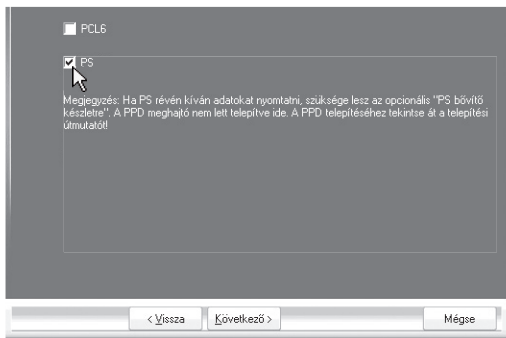 PCL6
PS
Megjegyzés: Ha PS révén kíván adatokat nyomtatni, szüksége lesz az opcionális "PS bővítő
készletre". A PPD meghajtó nem lett telepítve ide. A PPD telepítéséhez tekintse át a telepítési
útmutatót!
< Vissza
Következő >
Mégse